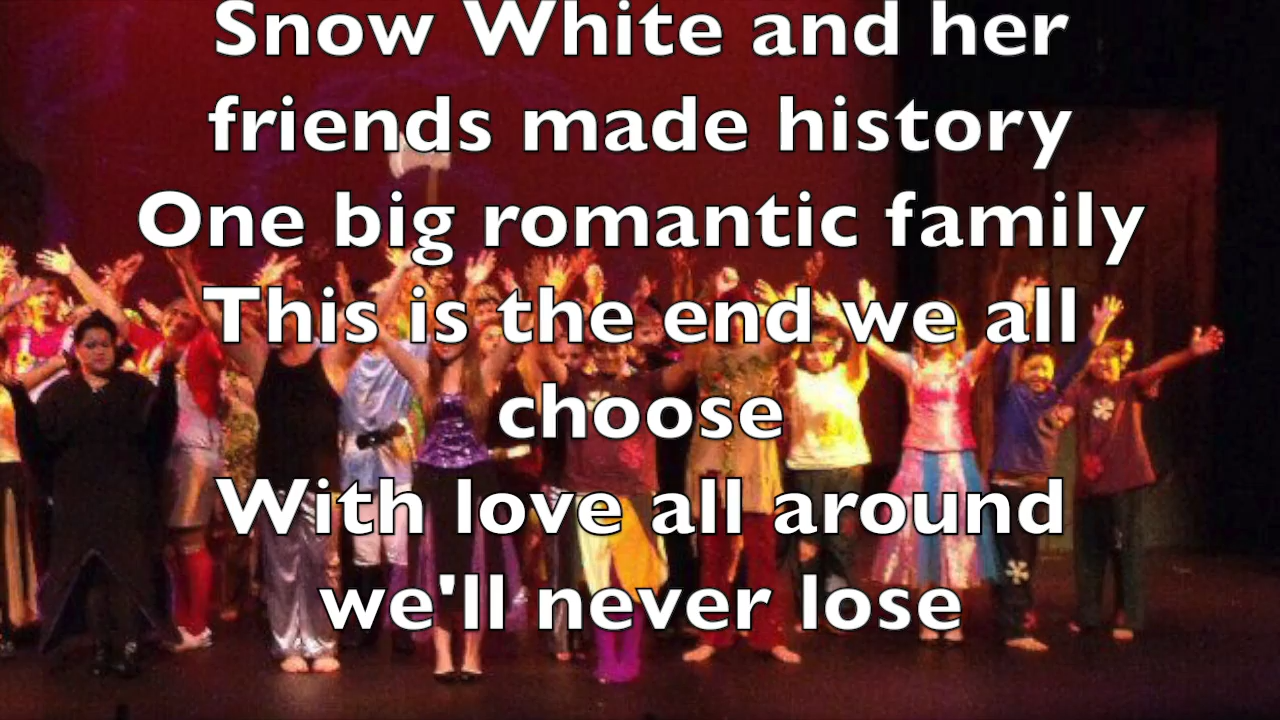 Snow White and her
friends made history
One big romantic family
This is the end we all
choose
With love all around
we'll never lose